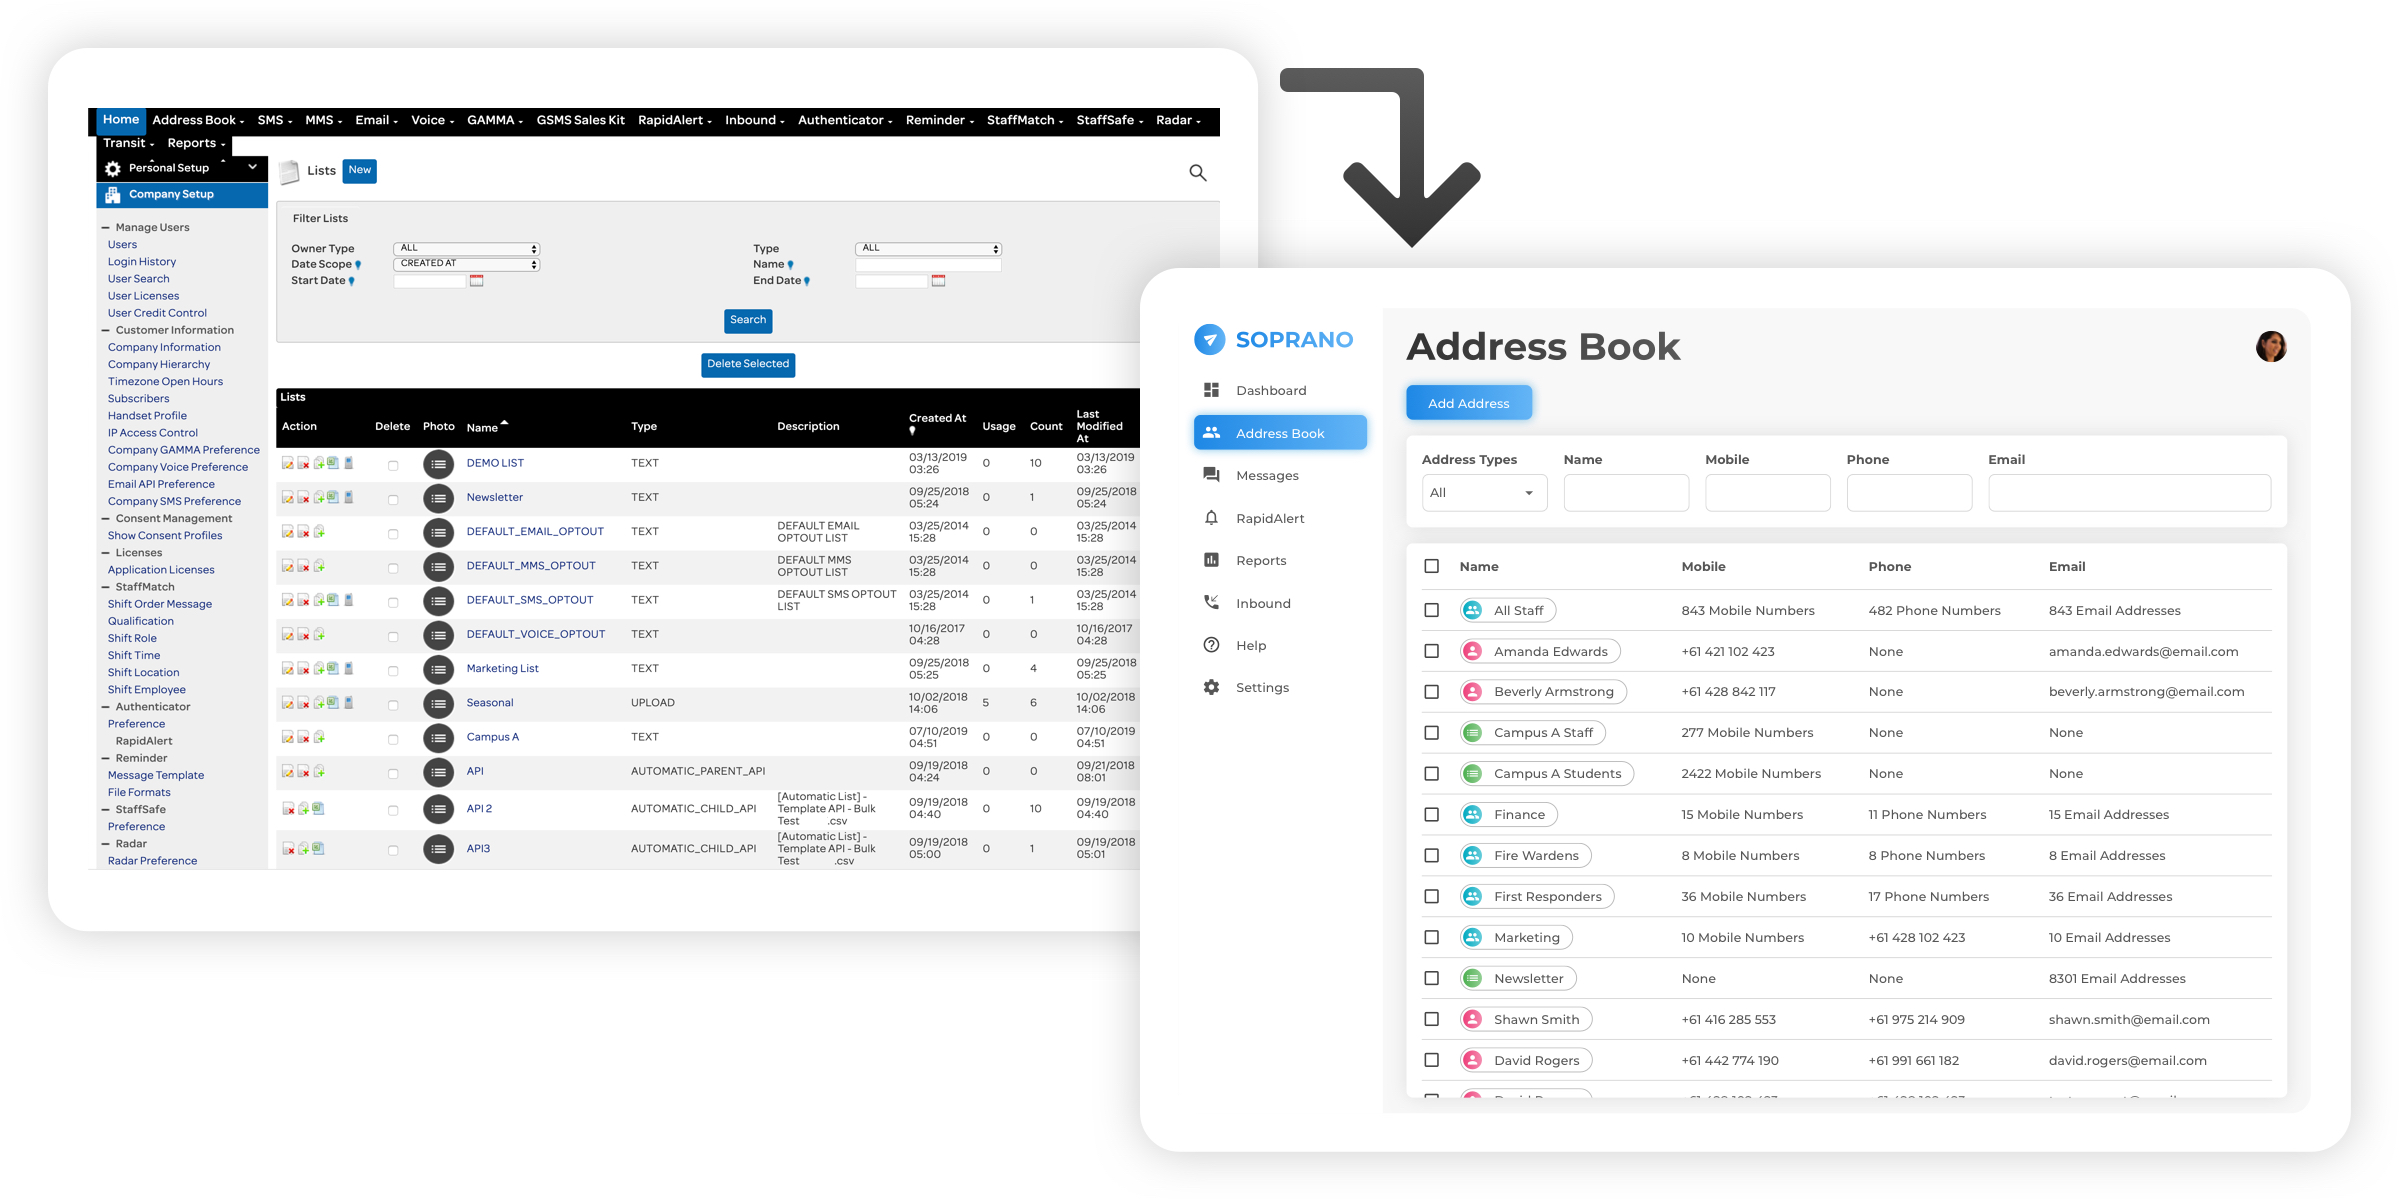 Home Address Book SMS MMS Email Voice GAMMA GSMS Sales Kit RapidAlert Inbound Authenticator Reminder StaffMatch StaffSafe Radar
Transit Reports
Personal Setup
Company Setup
Manage Users
Users
Login History
User Search
User Licenses
User Credit Control
Customer Information
Company Information
Company Hierarchy
Timezone Open Hours
Subscribers
Handset Profile
IP Access Control
Company GAMMA Preference
Company Voice Preference
Email API Preference
Company SMS Preference
Consent Management
Show Consent Profiles
Licenses
Application Licenses
StaffMatch
Shift Order Message
Qualification
Shift Role
Shift Time
Shift Location
Shift Employee
Authenticator
Preference
RapidAlert
Reminder
Message Template
File Formats
StaffSafe
Preference
Radar
Radar Preference
Lists New
Filter Lists
Owner Type ALL Type ALL
Date Scope CREATED AT Name
Start Date End Date
Search
Delete Selected
Lists
Action Delete Photo Name Type Description Created At Usage Count Last Modified At
DEMO LIST TEXT 03/13/2019 03:26 0 10 03/13/2019 03:26
Newsletter TEXT 09/25/2018 05:24 0 1 09/25/2018 05:24
DEFAULT_EMAIL_OPTOUT TEXT DEFAULT EMAIL OPTOUT LIST 03/25/2014 15:28 0 0 03/25/2014 15:28
DEFAULT_MMS_OPTOUT TEXT DEFAULT MMS OPTOUT LIST 03/25/2014 15:28 0 0 03/25/2014 15:28
DEFAULT_SMS_OPTOUT TEXT DEFAULT SMS OPTOUT LIST 03/25/2014 15:28 0 1 03/25/2014 15:28
DEFAULT_VOICE_OPTOUT TEXT 10/16/2017 04:28 0 0 10/16/2017 04:28
Marketing List TEXT 09/25/2018 05:25 0 4 09/25/2018 05:25
Seasonal UPLOAD 10/02/2018 14:06 5 6 10/02/2018 14:06
Campus A TEXT 07/10/2019 04:51 0 0 07/10/2019 04:51
API AUTOMATIC_PARENT_API 09/19/2018 04:24 0 0 09/21/2018 08:01
API 2 AUTOMATIC_CHILD_API [Automatic List] - Template API - Bulk Test .csv 09/19/2018 04:40 0 10 09/19/2018 04:40
API3 AUTOMATIC_CHILD_API [Automatic List] - Template API - Bulk Test .csv 09/19/2018 05:00 0 1 09/19/2018 05:01
SOPRANO
Dashboard
Address Book
Messages
RapidAlert
Reports
Inbound
Help
Settings
Address Book
Add Address
Address Types Name Mobile Phone Email
All
Name Mobile Phone Email
All Staff 843 Mobile Numbers 482 Phone Numbers 843 Email Addresses
Amanda Edwards +61 421 102 423 None amanda.edwards@email.com
Beverly Armstrong +61 428 842 117 None beverly.armstrong@email.com
Campus A Staff 277 Mobile Numbers None None
Campus A Students 2422 Mobile Numbers None None
Finance 15 Mobile Numbers 11 Phone Numbers 15 Email Addresses
Fire Wardens 8 Mobile Numbers 8 Phone Numbers 8 Email Addresses
First Responders 36 Mobile Numbers 17 Phone Numbers 36 Email Addresses
Marketing 10 Mobile Numbers +61 428 102 423 10 Email Addresses
Newsletter None None 8301 Email Addresses
Shawn Smith +61 416 285 553 +61 975 214 909 shawn.smith@email.com
David Rogers +61 442 774 190 +61 991 661 182 david.rogers@email.com